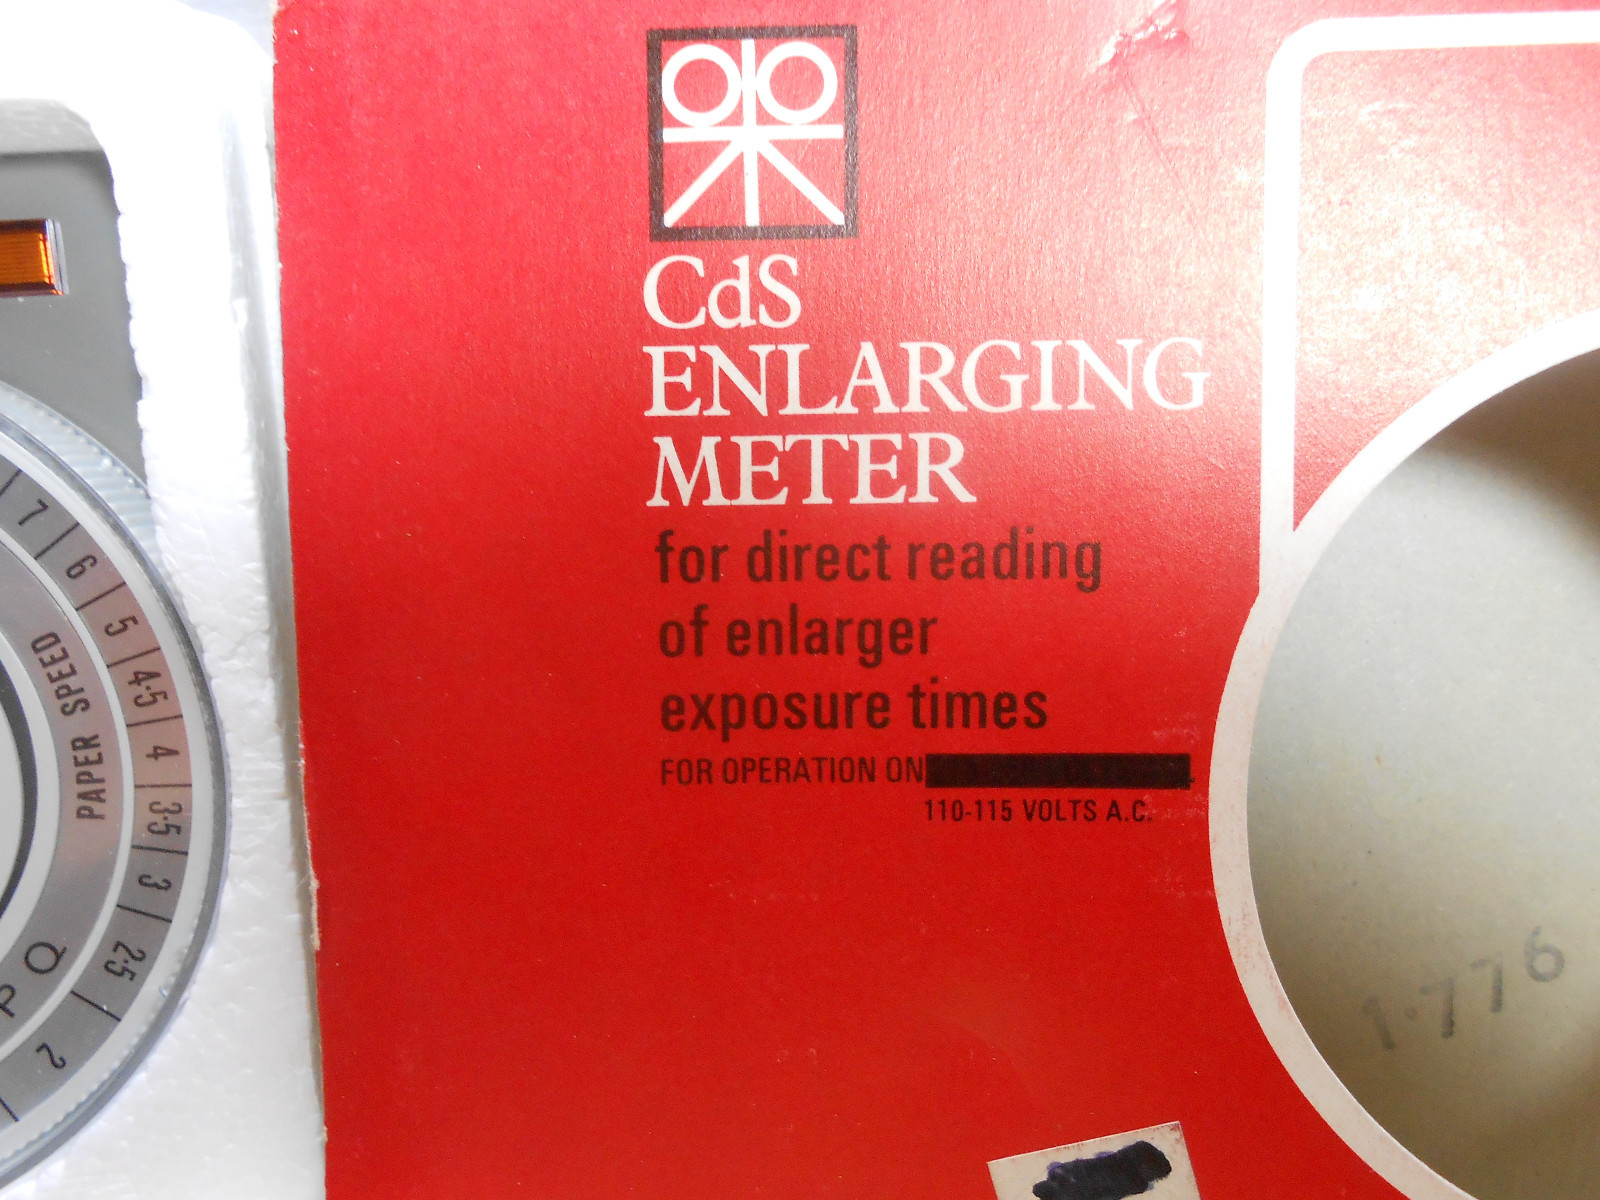 CdS
ENLARGING
METER
for direct reading
of enlarger
exposure times
FOR OPERATION ON
110-115 VOLTS A.C.
PAPER SPEED
7
6
5
4·5
4
3·5
3
2·5
2
P Q
1·776